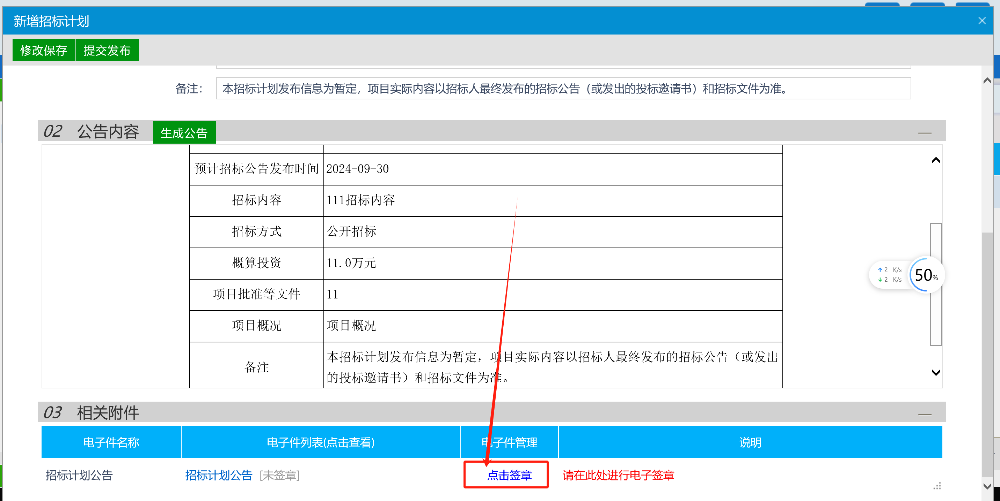 新增招标计划
修改保存 提交发布
备注： 本招标计划发布信息为暂定，项目实际内容以招标人最终发布的招标公告（或发出的投标邀请书）和招标文件为准。
02 公告内容 生成公告
预计招标公告发布时间 2024-09-30
招标内容 111招标内容
招标方式 公开招标
概算投资 11.0万元
↑ 2 K/s
↓ 2 K/s
50%
项目批准等文件 11
项目概况 项目概况
备注 本招标计划发布信息为暂定，项目实际内容以招标人最终发布的招标公告（或发出
的投标邀请书）和招标文件为准。
03 相关附件
电子件名称 电子件列表(点击查看) 电子件管理 说明
招标计划公告 招标计划公告 [未签章] 点击签章 请在此处进行电子签章